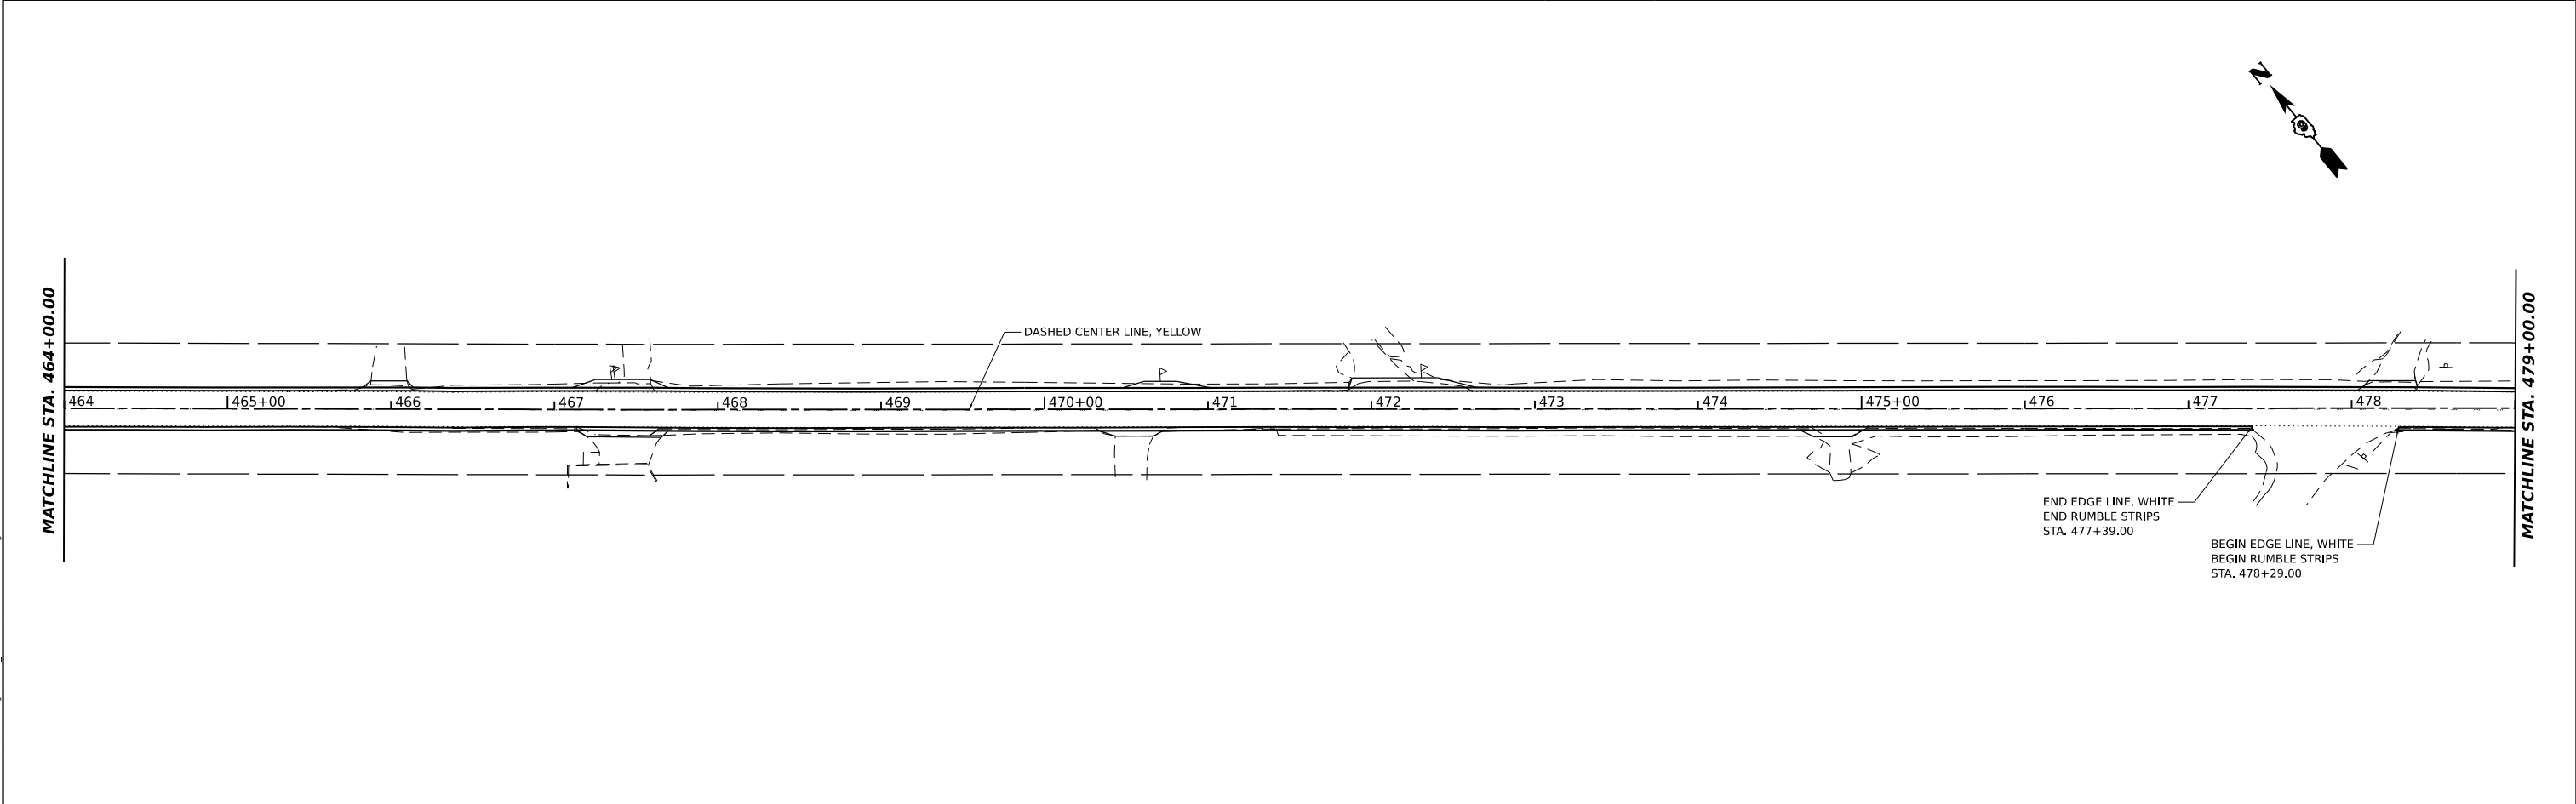 N
MATCHLINE STA. 464+00.00
DASHED CENTER LINE, YELLOW
464
465+00
466
467
468
469
470+00
471
472
473
474
475+00
476
477
478
MATCHLINE STA. 479+00.00
END EDGE LINE, WHITE
END RUMBLE STRIPS
STA. 477+39.00
BEGIN EDGE LINE, WHITE
BEGIN RUMBLE STRIPS
STA. 478+29.00